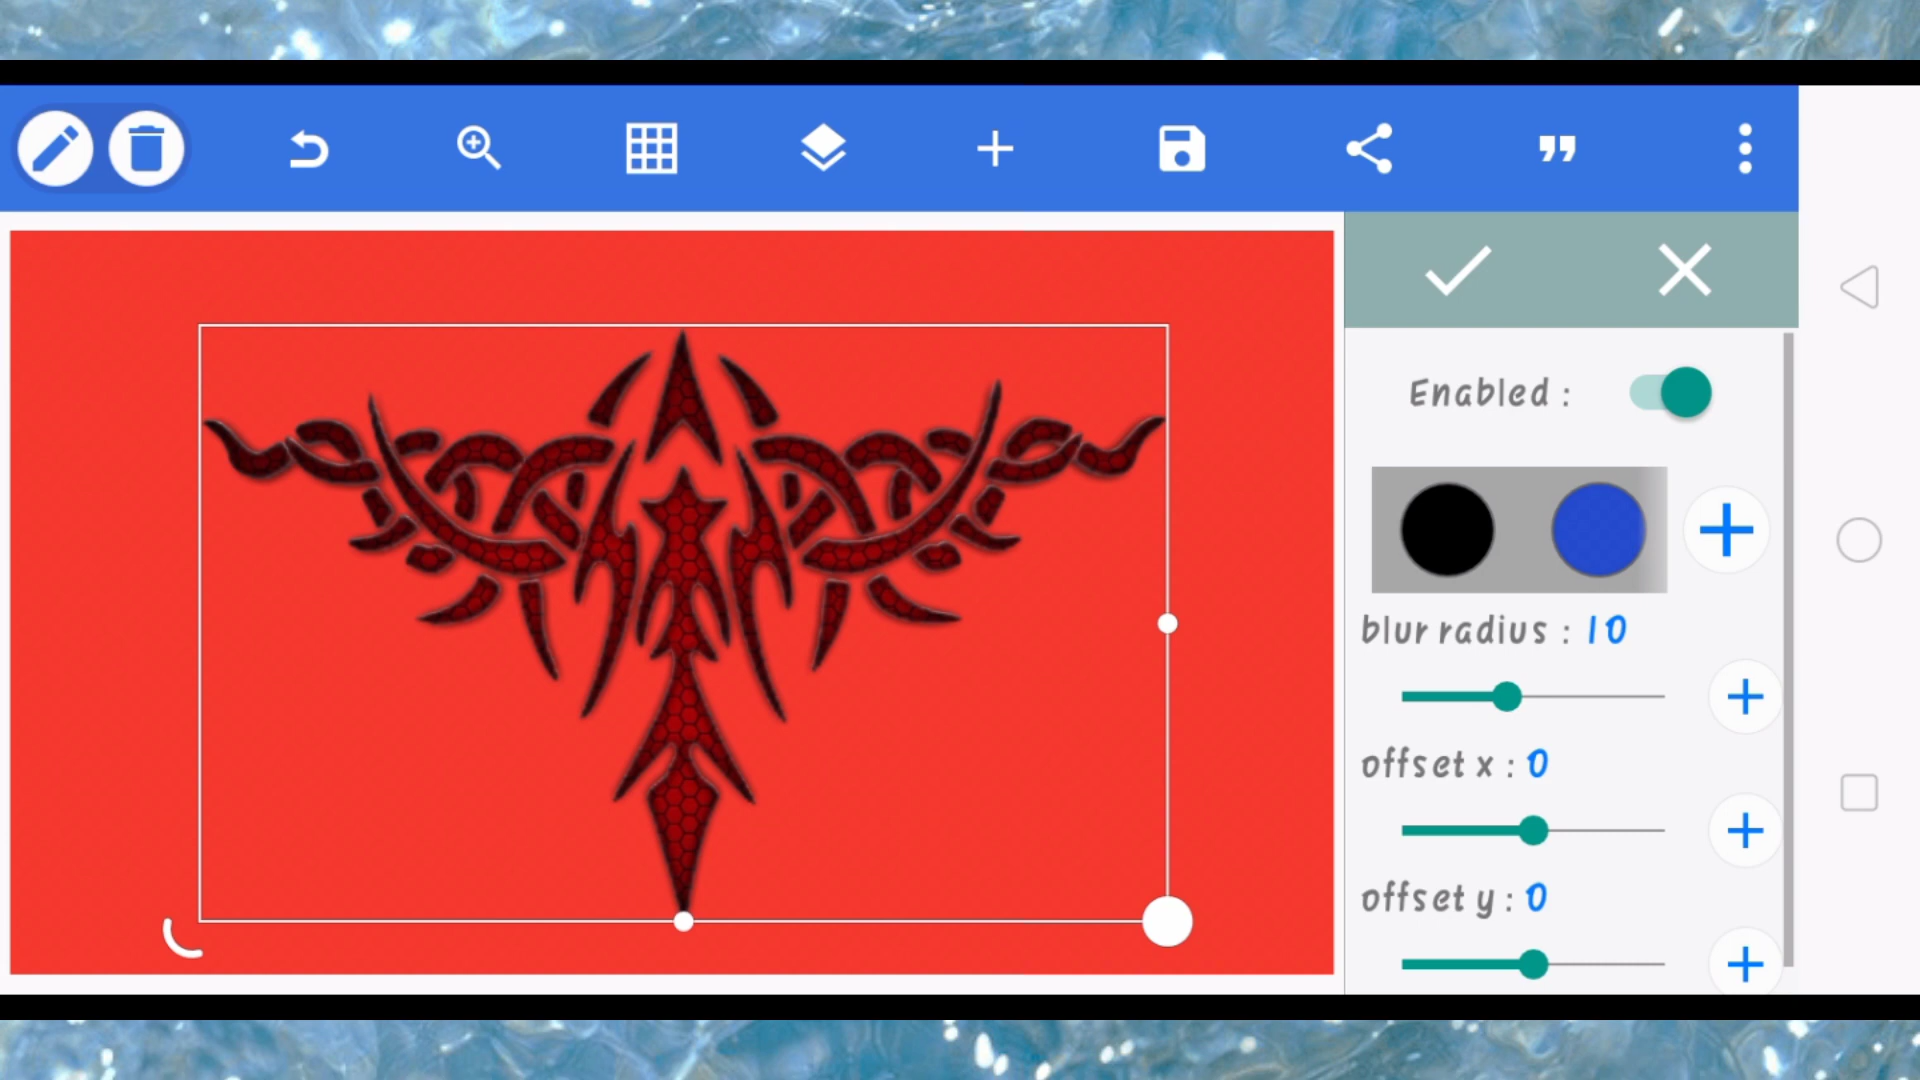 Enabled :
blur radius : 10
offset x : 0
offset y : 0